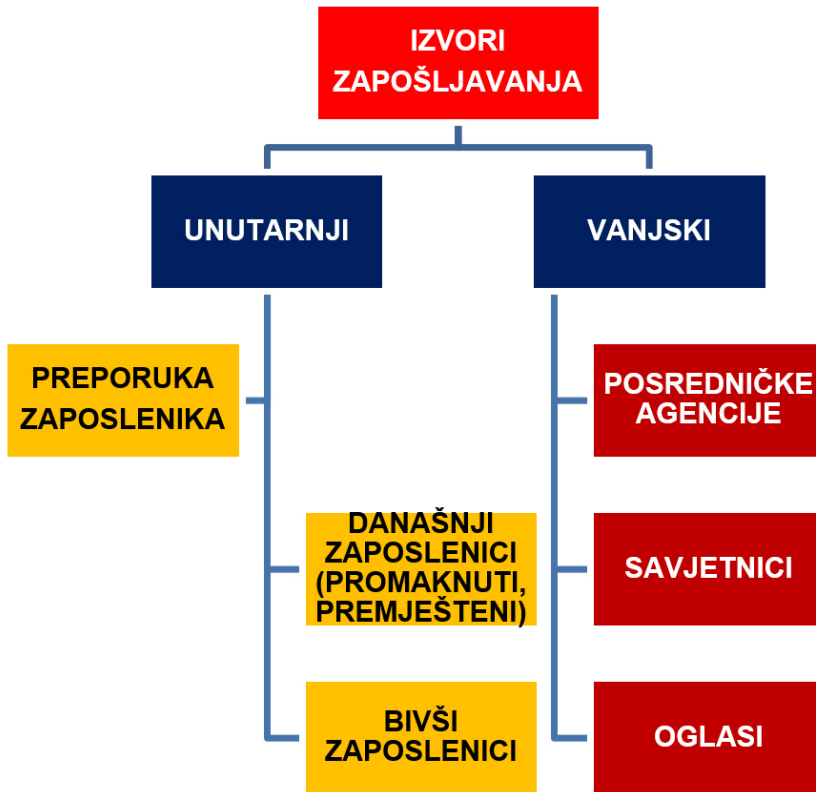 IZVORI
ZAPOŠLJAVANJA
UNUTARNJI
VANJSKI
PREPORUKA
ZAPOSLENIKA
DANAŠNJI
ZAPOSLENICI
(PROMAKNUTI,
PREMJEŠTENI)
BIVŠI
ZAPOSLENICI
POSREDNIČKE
AGENCIJE
SAVJETNICI
OGLASI